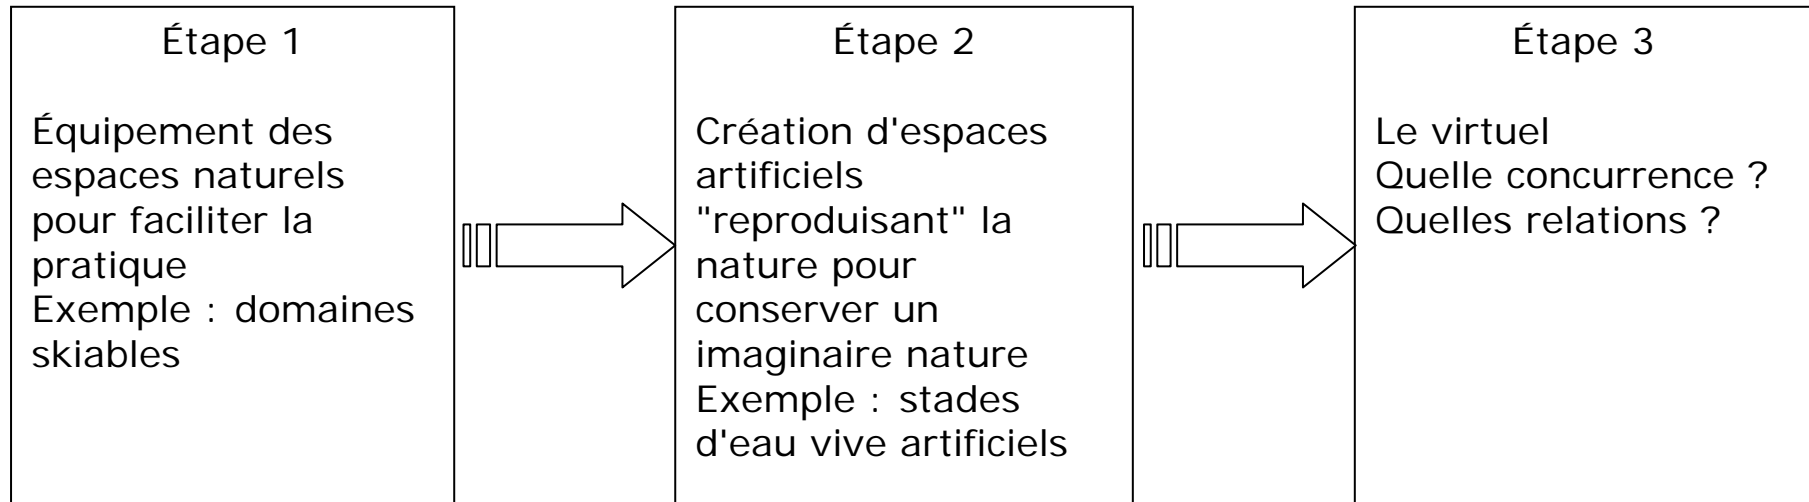 Étape 1
Équipement des
espaces naturels
pour faciliter la
pratique
Exemple : domaines
skiables
Étape 2
Création d'espaces
artificiels
"reproduisant" la
nature pour
conserver un
imaginaire nature
Exemple : stades
d'eau vive artificiels
Étape 3
Le virtuel
Quelle concurrence ?
Quelles relations ?